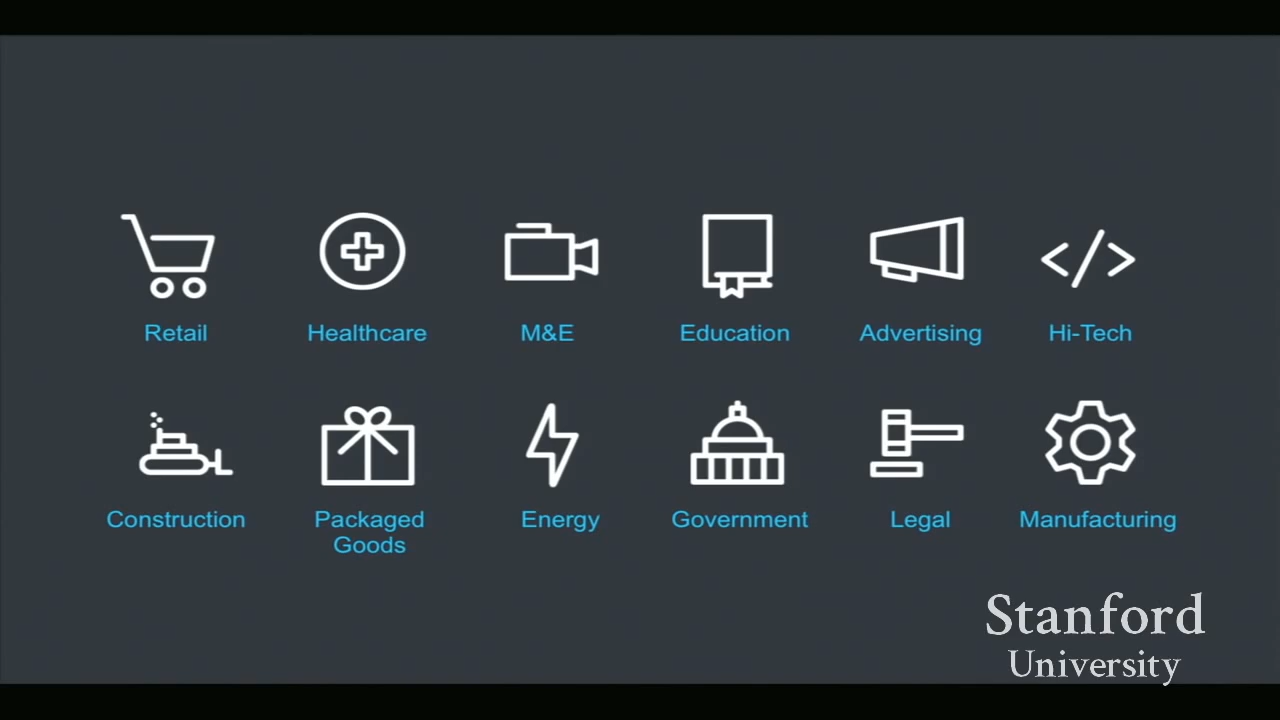 Retail
Healthcare
M&E
Education
Advertising
Hi-Tech
Construction
Packaged
Goods
Energy
Government
Legal
Manufacturing
Stanford
University